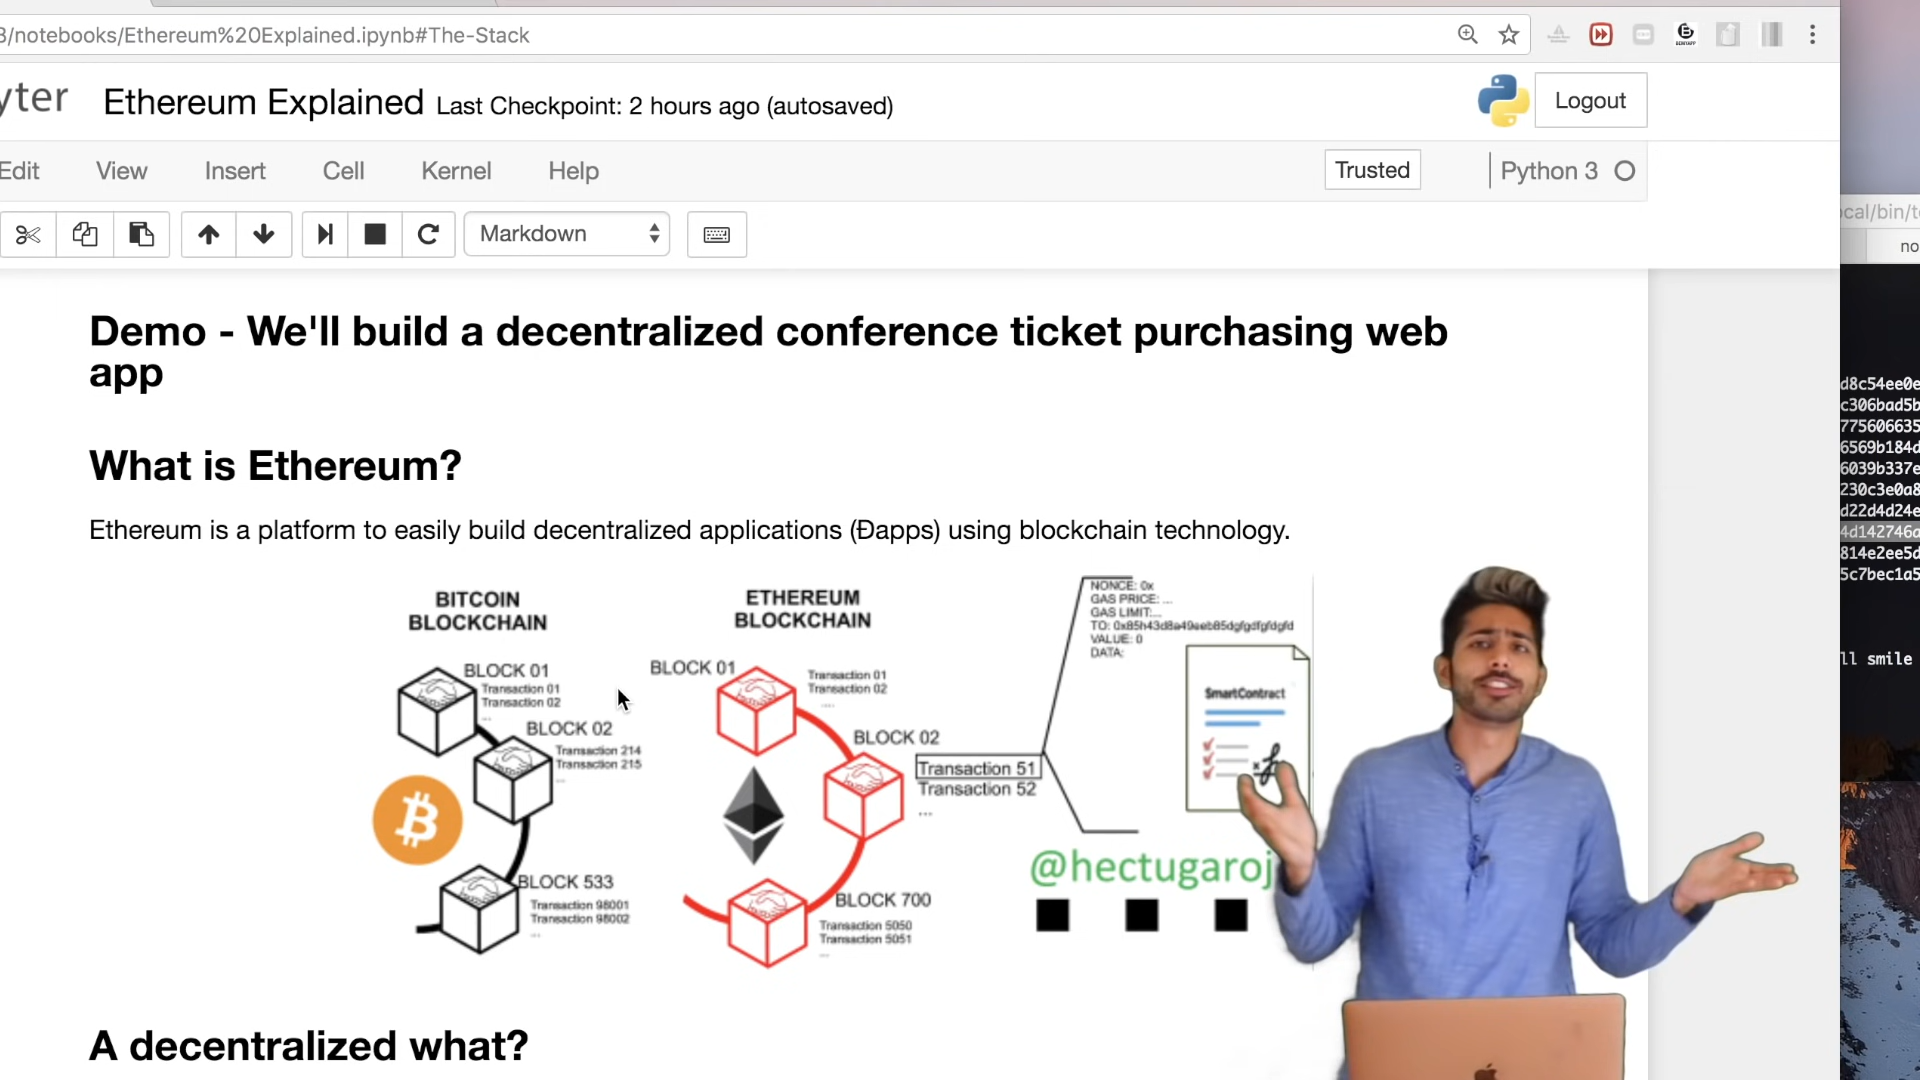 3/notebooks/Ethereum%20Explained.ipynb#The-Stack
yter Ethereum Explained Last Checkpoint: 2 hours ago (autosaved)
Logout
Edit View Insert Cell Kernel Help
Trusted
Python 3
Markdown
Demo - We'll build a decentralized conference ticket purchasing web
app
What is Ethereum?
Ethereum is a platform to easily build decentralized applications (Đapps) using blockchain technology.
BITCOIN
BLOCKCHAIN
BLOCK 01
Transaction 01
Transaction 02
...
BLOCK 02
Transaction 214
Transaction 215
...
BLOCK 533
Transaction 98001
Transaction 98002
...
ETHEREUM
BLOCKCHAIN
BLOCK 01
Transaction 01
Transaction 02
....
BLOCK 02
Transaction 51
Transaction 52
...
BLOCK 700
Transaction 5050
Transaction 5051
...
NONCE: 0x
GAS PRICE: ...
GAS LIMIT:...
VALUE: 0
DATA:
SmartContract
@hectugaroj
A decentralized what?
ocal/bin/t
no
d8c54ee0e
c306bad5b
775606635
6569b184d
6039b337e
230c3e0a8
d22d4d24e
4d142746a
814e2ee5d
5c7bec1a5
ll smile